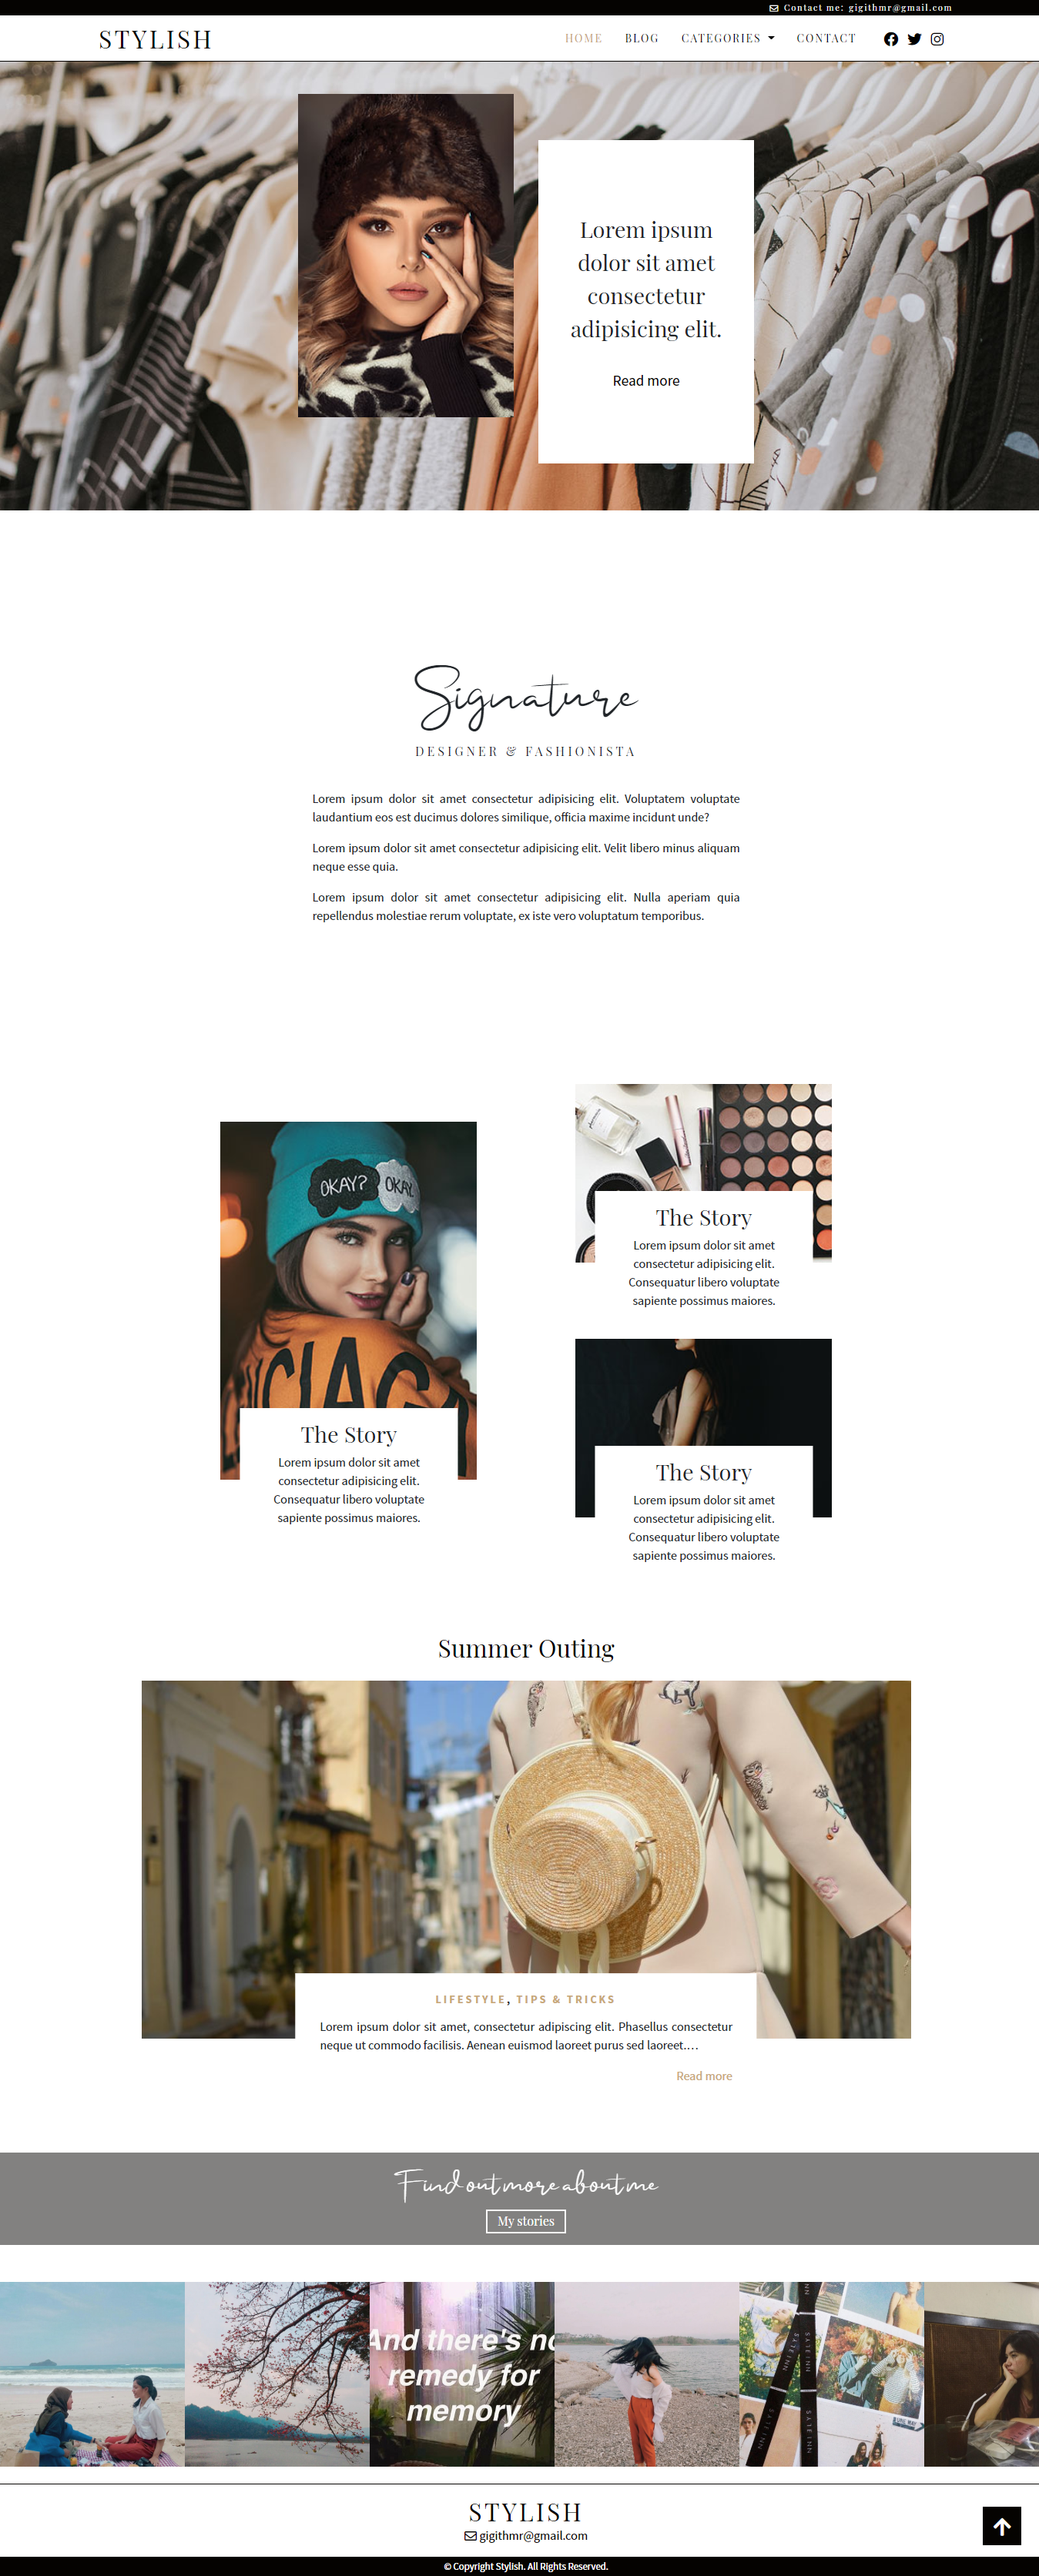 Contact me: gigithmr@gmail.com
STYLISH
HOME BLOG CATEGORIES CONTACT
Lorem ipsum
dolor sit amet
consectetur
adipisicing elit.
Read more
Signature
DESIGNER & FASHIONISTA
Lorem ipsum dolor sit amet consectetur adipisicing elit. Voluptatem voluptate
laudantium eos est ducimus dolores similique, officia maxime incidunt unde?
Lorem ipsum dolor sit amet consectetur adipisicing elit. Velit libero minus aliquam
neque esse quia.
Lorem ipsum dolor sit amet consectetur adipisicing elit. Nulla aperiam quia
repellendus molestiae rerum voluptate, ex iste vero voluptatum temporibus.
OKAY? OKAY
The Story
Lorem ipsum dolor sit amet
consectetur adipisicing elit.
Consequatur libero voluptate
sapiente possimus maiores.
The Story
Lorem ipsum dolor sit amet
consectetur adipisicing elit.
Consequatur libero voluptate
sapiente possimus maiores.
The Story
Lorem ipsum dolor sit amet
consectetur adipisicing elit.
Consequatur libero voluptate
sapiente possimus maiores.
Summer Outing
LIFESTYLE, TIPS & TRICKS
Lorem ipsum dolor sit amet, consectetur adipiscing elit. Phasellus consectetur
neque ut commodo facilisis. Aenean euismod laoreet purus sed laoreet.…
Read more
Find out more about me
My stories
And there's no
remedy for
memory
STYLISH
gigithmr@gmail.com
© Copyright Stylish. All Rights Reserved.